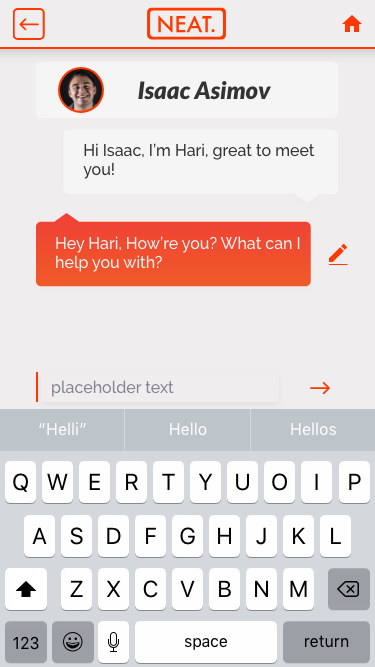 NEAT.
Isaac Asimov
Hi Isaac, I'm Hari, great to meet
you!
Hey Hari, How're you? What can I
help you with?
placeholder text
“Helli” Hello Hellos
Q W E R T Y U O I P
A S D F G H J K L
Z X C V B N M
123 space return